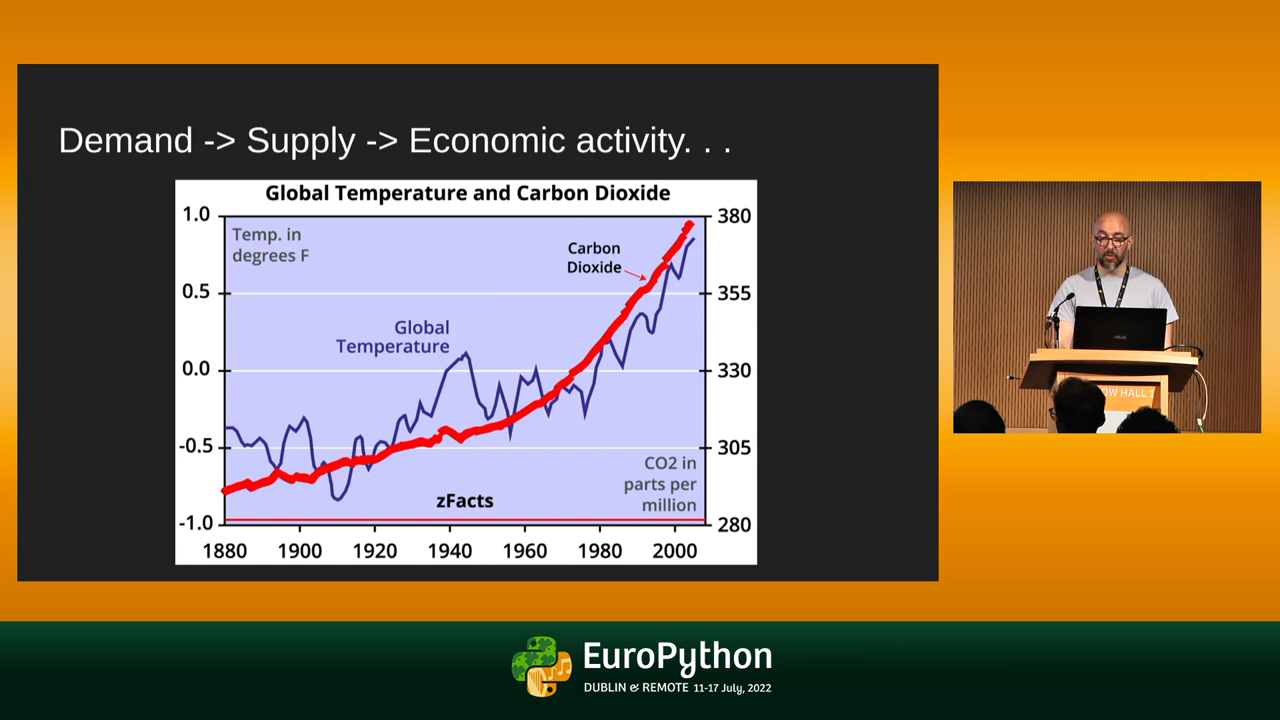 Demand -> Supply -> Economic activity. . .
Global Temperature and Carbon Dioxide
1.0
0.5
0.0
-0.5
-1.0
Temp. in
degrees F
Carbon
Dioxide
Global
Temperature
CO2 in
parts per
million
zFacts
380
355
330
305
280
1880 1900 1920 1940 1960 1980 2000
HALL 1
EuroPython
DUBLIN & REMOTE 11-17 July, 2022